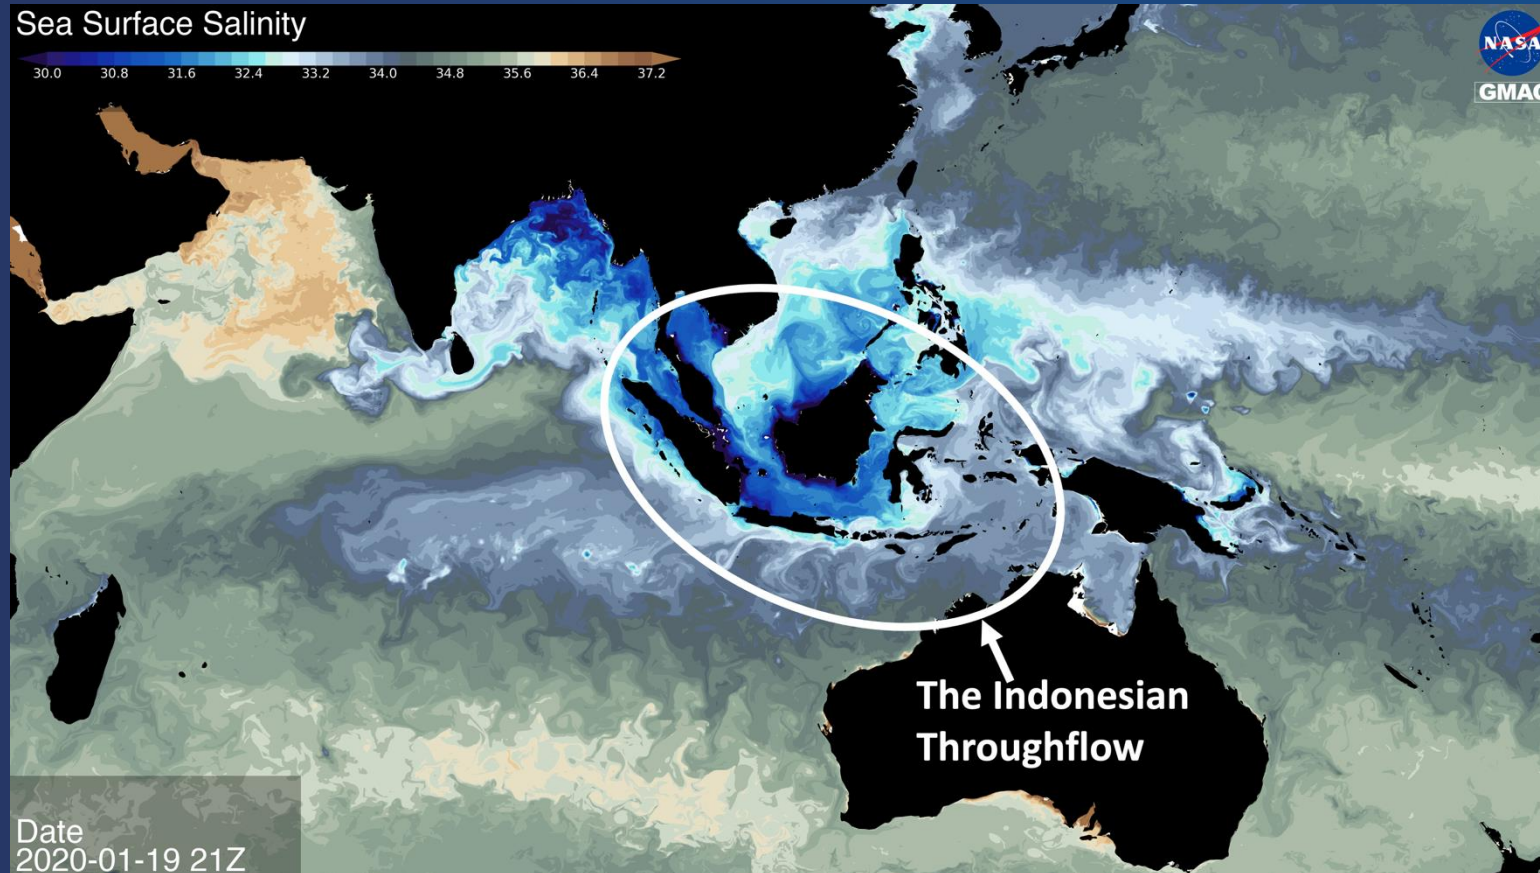 Sea Surface Salinity
30.0 30.8 31.6 32.4 33.2 34.0 34.8 35.6 36.4 37.2
NASA
GMAO
The Indonesian
Throughflow
Date
2020-01-19 21Z